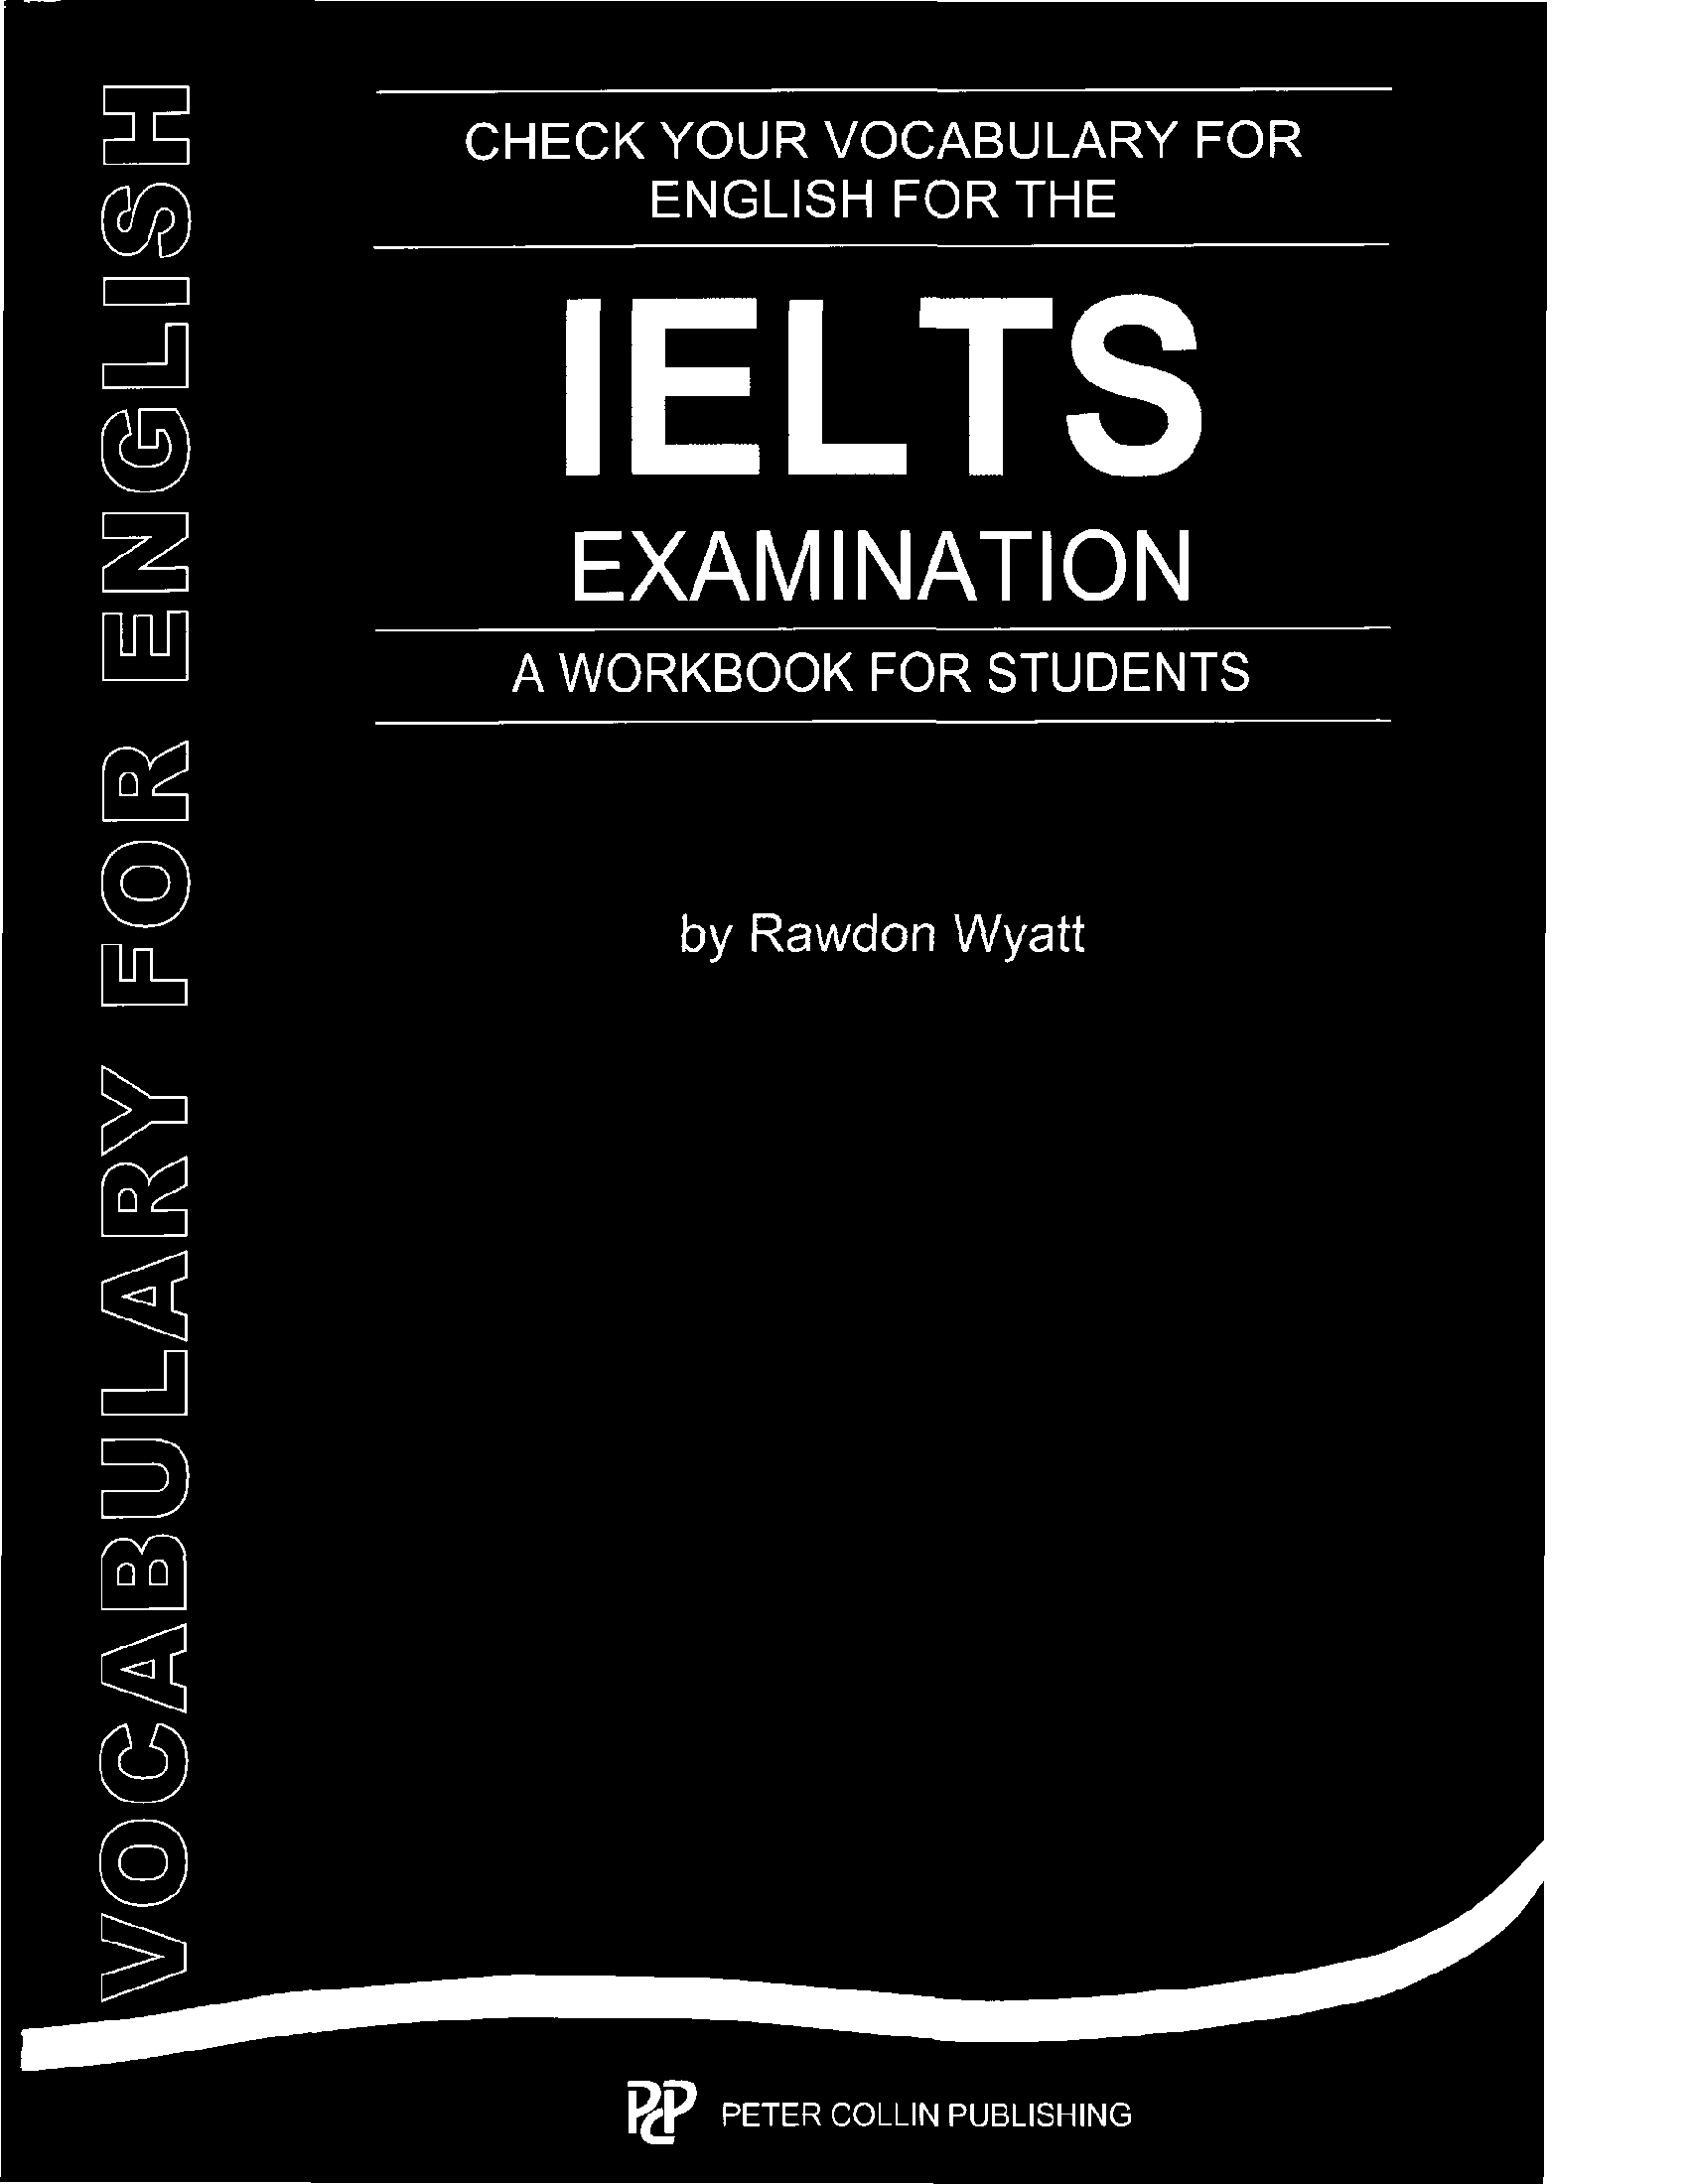 CHECK YOUR VOCABULARY FOR
ENGLISH FOR THE
IELTS
EXAMINATION
A WORKBOOK FOR STUDENTS
by Rawdon Wyatt
VOCABULARY FOR ENGLISH
PCP PETER COLLIN PUBLISHING